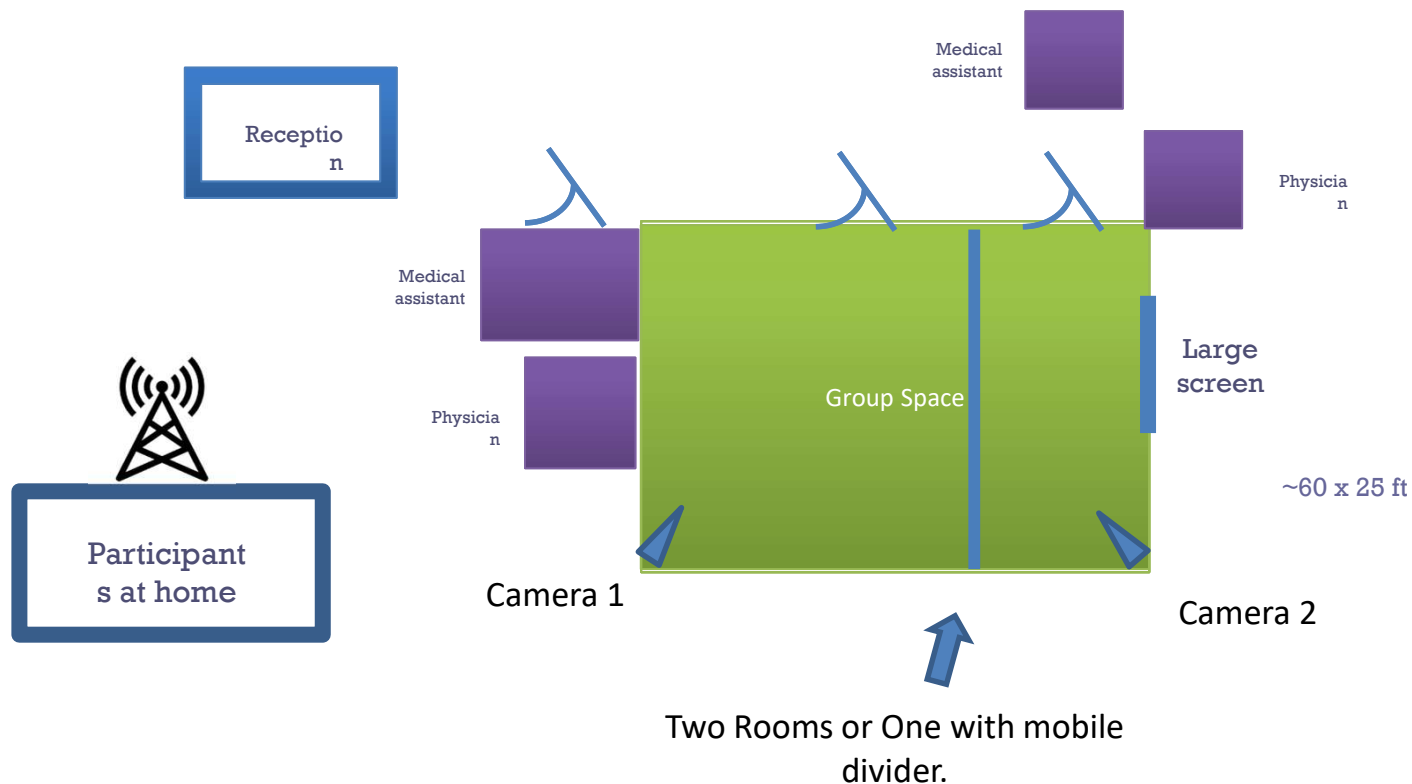 Medical
assistant
Receptio
n
Physicia
n
Medical
assistant
Large
screen
Group Space
Physicia
n
~60 x 25 ft
Participant
s at home
Camera 1
Camera 2
Two Rooms or One with mobile
divider.